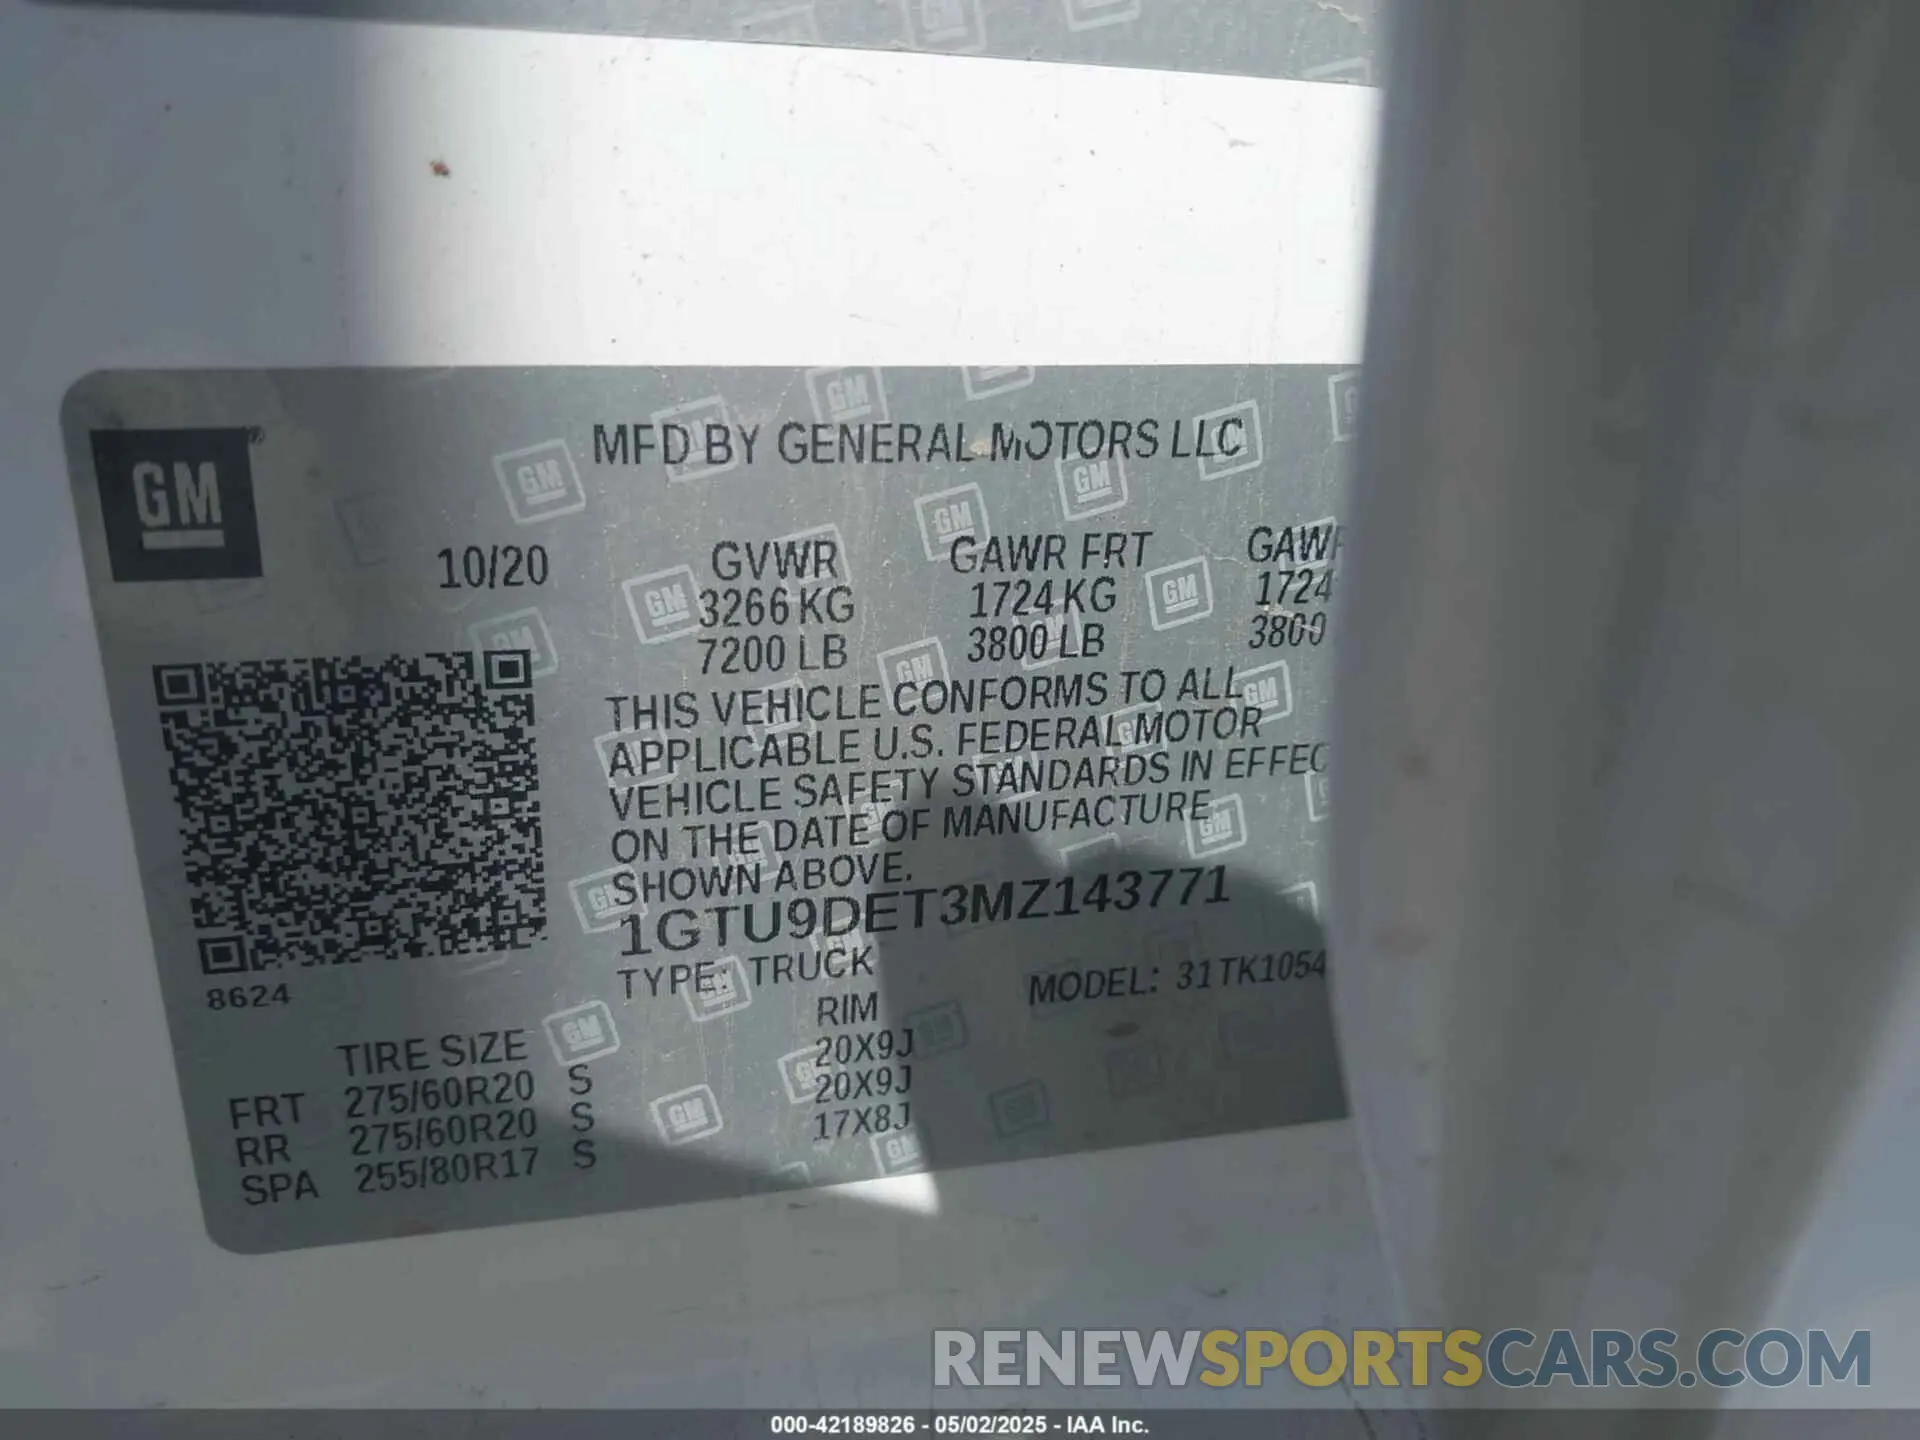 GM ®
MFD BY GENERAL MOTORS LLC
10/20 GVWR GAWR FRT GAWR
3266 KG 1724 KG 1724
7200 LB 3800 LB 3800
THIS VEHICLE CONFORMS TO ALL
APPLICABLE U.S. FEDERAL MOTOR
VEHICLE SAFETY STANDARDS IN EFFEC
ON THE DATE OF MANUFACTURE
SHOWN ABOVE.
1GTU9DET3MZ143771
TYPE: TRUCK MODEL: 31TK1054
8624
TIRE SIZE RIM
FRT 275/60R20 S 20X9J
RR 275/60R20 S 20X9J
SPA 255/80R17 S 17X8J
RENEWSPORTSCARS.COM
000-42189826 - 05/02/2025 - IAA Inc.